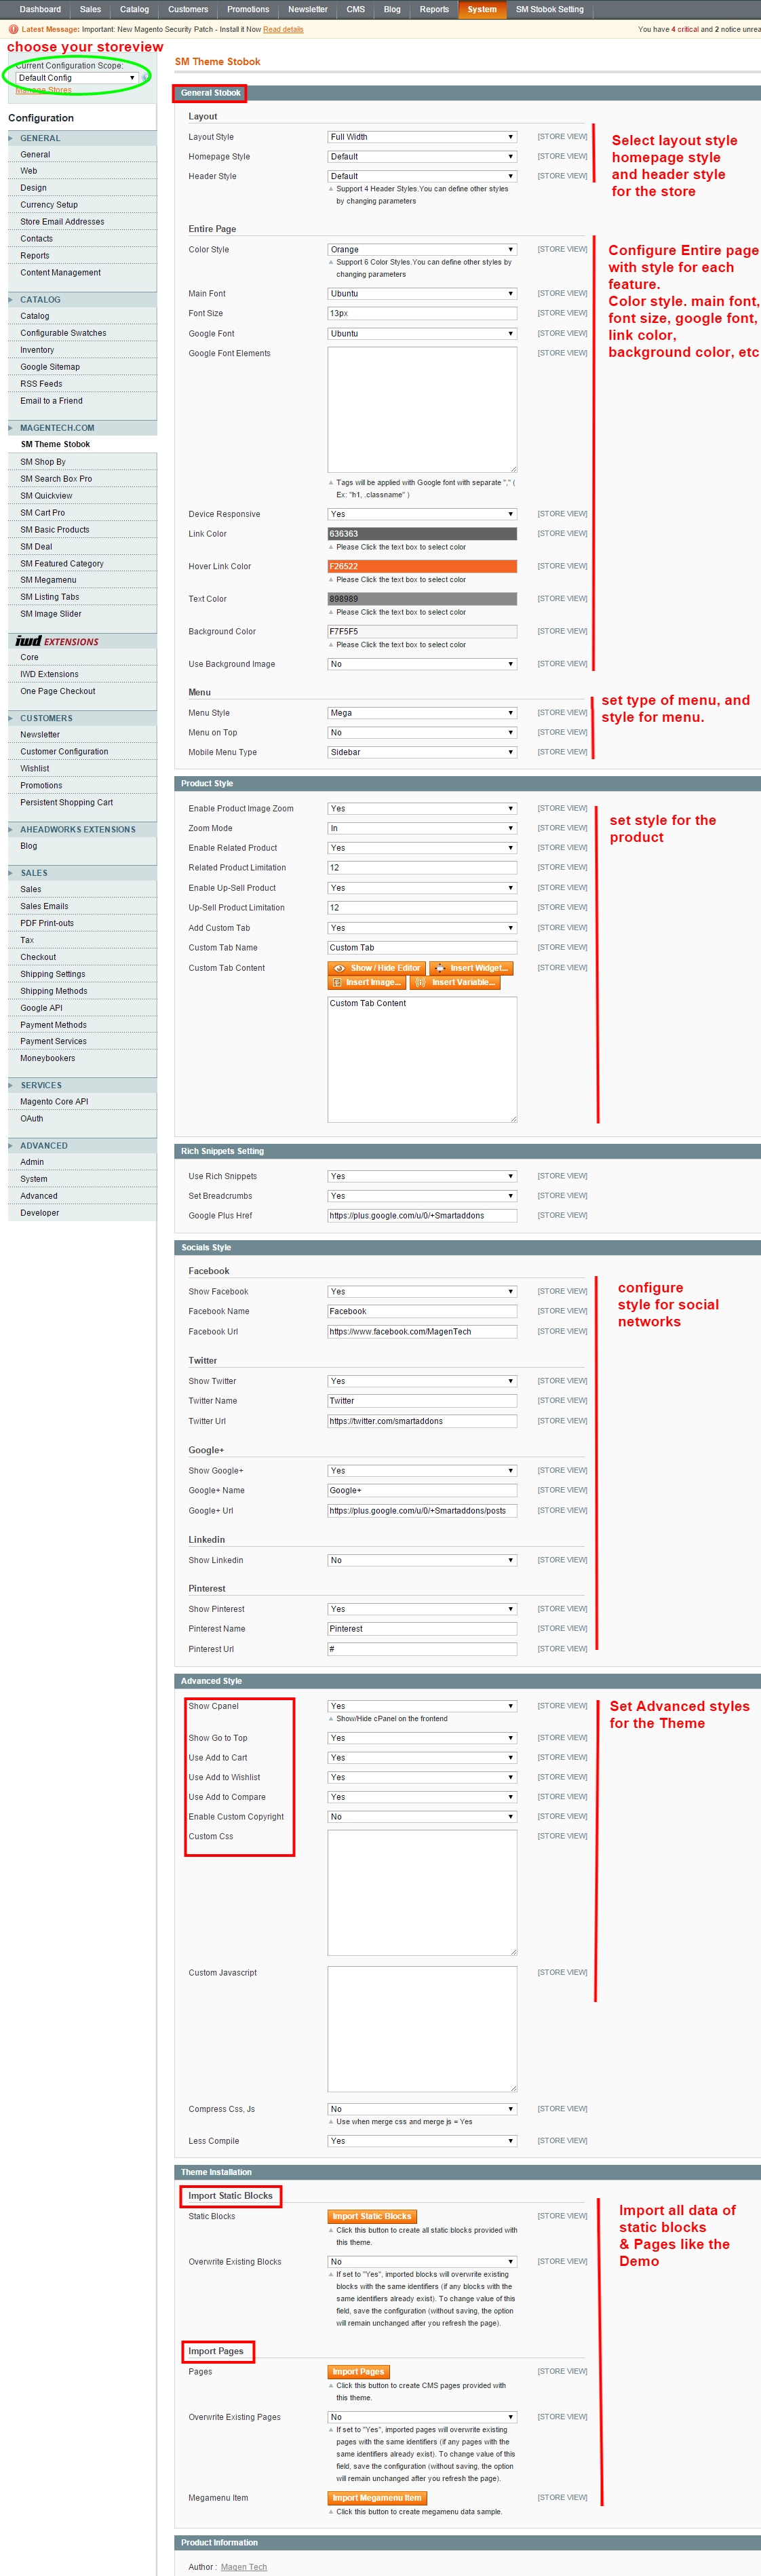 Dashboard Sales Catalog Customers Promotions Newsletter CMS Blog Reports System SM Stobok Setting
Latest Message: Important: New Magento Security Patch - Install it Now Read details You have 4 critical and 2 notice unrea
choose your storeview
Current Configuration Scope:
Default Config
Manage Stores
Configuration
GENERAL
General
Web
Design
Currency Setup
Store Email Addresses
Contacts
Reports
Content Management
CATALOG
Catalog
Configurable Swatches
Inventory
Google Sitemap
RSS Feeds
Email to a Friend
MAGENTECH.COM
SM Theme Stobok
SM Shop By
SM Search Box Pro
SM Quickview
SM Cart Pro
SM Basic Products
SM Deal
SM Featured Category
SM Megamenu
SM Listing Tabs
SM Image Slider
iwd EXTENSIONS
Core
IWD Extensions
One Page Checkout
CUSTOMERS
Newsletter
Customer Configuration
Wishlist
Promotions
Persistent Shopping Cart
AHEADWORKS EXTENSIONS
Blog
SALES
Sales
Sales Emails
PDF Print-outs
Tax
Checkout
Shipping Settings
Shipping Methods
Google API
Payment Methods
Payment Services
Moneybookers
SERVICES
Magento Core API
OAuth
ADVANCED
Admin
System
Advanced
Developer
SM Theme Stobok
General Stobok
Layout
Layout Style Full Width [STORE VIEW]
Homepage Style Default [STORE VIEW]
Header Style Default [STORE VIEW]
Support 4 Header Styles.You can define other styles
by changing parameters
Select layout style
homepage style
and header style
for the store
Entire Page
Color Style Orange [STORE VIEW]
Support 6 Color Styles.You can define other styles by
changing parameters
Main Font Ubuntu [STORE VIEW]
Font Size 13px [STORE VIEW]
Google Font Ubuntu [STORE VIEW]
Google Font Elements [STORE VIEW]
Tags will be applied with Google font with separate "," (
Ex: "h1, .classname" )
Device Responsive Yes [STORE VIEW]
Link Color 636363 [STORE VIEW]
Please Click the text box to select color
Hover Link Color F26522 [STORE VIEW]
Please Click the text box to select color
Text Color 898989 [STORE VIEW]
Please Click the text box to select color
Background Color F7F5F5 [STORE VIEW]
Please Click the text box to select color
Use Background Image No [STORE VIEW]
Configure Entire page
with style for each
feature.
Color style. main font,
font size, google font,
link color,
background color, etc
Menu
Menu Style Mega [STORE VIEW]
Menu on Top No [STORE VIEW]
Mobile Menu Type Sidebar [STORE VIEW]
set type of menu, and
style for menu.
Product Style
Enable Product Image Zoom Yes [STORE VIEW]
Zoom Mode In [STORE VIEW]
Enable Related Product Yes [STORE VIEW]
Related Product Limitation 12 [STORE VIEW]
Enable Up-Sell Product Yes [STORE VIEW]
Up-Sell Product Limitation 12 [STORE VIEW]
Add Custom Tab Yes [STORE VIEW]
Custom Tab Name Custom Tab [STORE VIEW]
Custom Tab Content Show / Hide Editor Insert Widget... [STORE VIEW]
Insert Image... Insert Variable...
Custom Tab Content
set style for the
product
Rich Snippets Setting
Use Rich Snippets Yes [STORE VIEW]
Set Breadcrumbs Yes [STORE VIEW]
Google Plus Href https://plus.google.com/u/0/+Smartaddons [STORE VIEW]
Socials Style
Facebook
Show Facebook Yes [STORE VIEW]
Facebook Name Facebook [STORE VIEW]
Facebook Url https://www.facebook.com/MagenTech [STORE VIEW]
Twitter
Show Twitter Yes [STORE VIEW]
Twitter Name Twitter [STORE VIEW]
Twitter Url https://twitter.com/smartaddons [STORE VIEW]
Google+
Show Google+ Yes [STORE VIEW]
Google+ Name Google+ [STORE VIEW]
Google+ Url https://plus.google.com/u/0/+Smartaddons/posts [STORE VIEW]
Linkedin
Show Linkedin No [STORE VIEW]
Pinterest
Show Pinterest Yes [STORE VIEW]
Pinterest Name Pinterest [STORE VIEW]
Pinterest Url # [STORE VIEW]
configure
style for social
networks
Advanced Style
Show Cpanel Yes [STORE VIEW]
Show/Hide cPanel on the frontend
Show Go to Top Yes [STORE VIEW]
Use Add to Cart Yes [STORE VIEW]
Use Add to Wishlist Yes [STORE VIEW]
Use Add to Compare Yes [STORE VIEW]
Enable Custom Copyright No [STORE VIEW]
Custom Css [STORE VIEW]
Custom Javascript [STORE VIEW]
Compress Css, Js No [STORE VIEW]
Use when merge css and merge js = Yes
Less Compile Yes [STORE VIEW]
Set Advanced styles
for the Theme
Theme Installation
Import Static Blocks
Static Blocks Import Static Blocks [STORE VIEW]
Click this button to create all static blocks provided with
this theme.
Overwrite Existing Blocks No [STORE VIEW]
If set to "Yes", imported blocks will overwrite existing
blocks with the same identifiers (if any blocks with the
same identifiers already exist). To change value of this
field, save the configuration (without saving, the option
will remain unchanged after you refresh the page).
Import Pages
Pages Import Pages [STORE VIEW]
Click this button to create CMS pages provided with
this theme.
Overwrite Existing Pages No [STORE VIEW]
If set to "Yes", imported pages will overwrite existing
pages with the same identifiers (if any pages with the
same identifiers already exist). To change value of this
field, save the configuration (without saving, the option
will remain unchanged after you refresh the page).
Megamenu Item Import Megamenu Item [STORE VIEW]
Click this button to create megamenu data sample.
Import all data of
static blocks
& Pages like the
Demo
Product Information
Author : Magen Tech